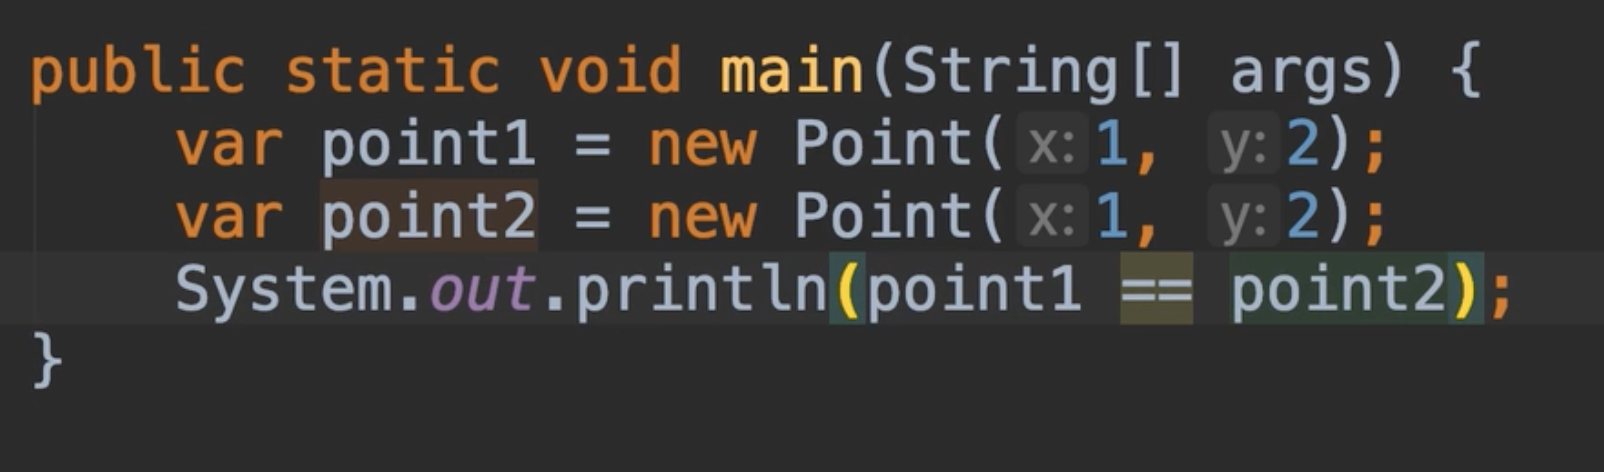 public static void main(String[] args) {
    var point1 = new Point( x: 1, y: 2);
    var point2 = new Point( x: 1, y: 2);
    System.out.println(point1 == point2);
}